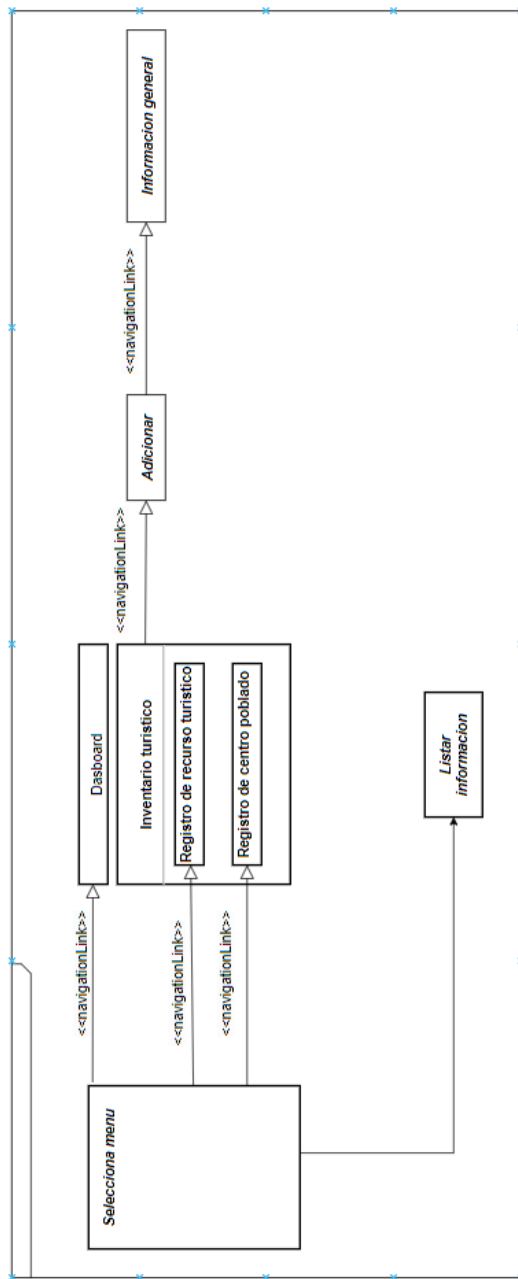 Selecciona menu
<<navigationLink>>
Dasboard
<<navigationLink>>
<<navigationLink>>
Inventario turistico
Registro de recurso turistico
Registro de centro poblado
<<navigationLink>>
Adicionar
<<navigationLink>>
Informacion general
Listar
informacion